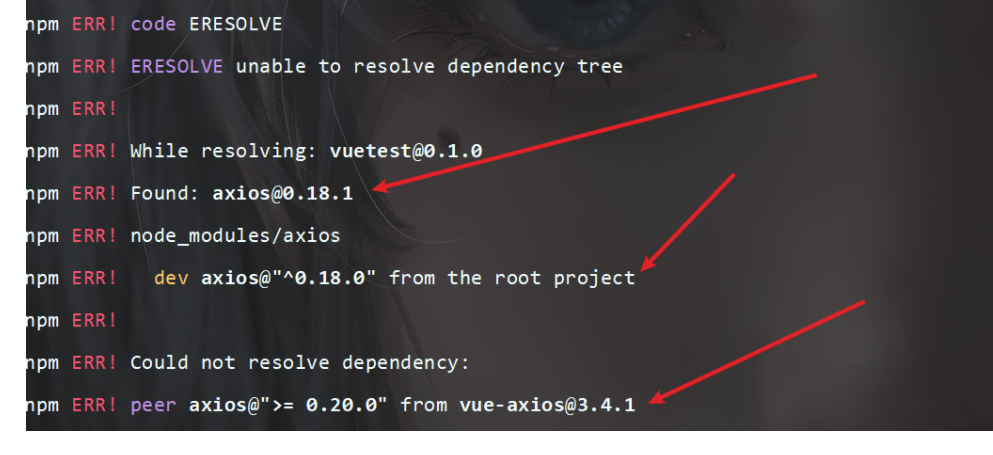 npm ERR! code ERESOLVE
npm ERR! ERESOLVE unable to resolve dependency tree
npm ERR!
npm ERR! While resolving: vuetest@0.1.0
npm ERR! Found: axios@0.18.1
npm ERR! node_modules/axios
npm ERR!   dev axios@"^0.18.0" from the root project
npm ERR!
npm ERR! Could not resolve dependency:
npm ERR! peer axios@">= 0.20.0" from vue-axios@3.4.1